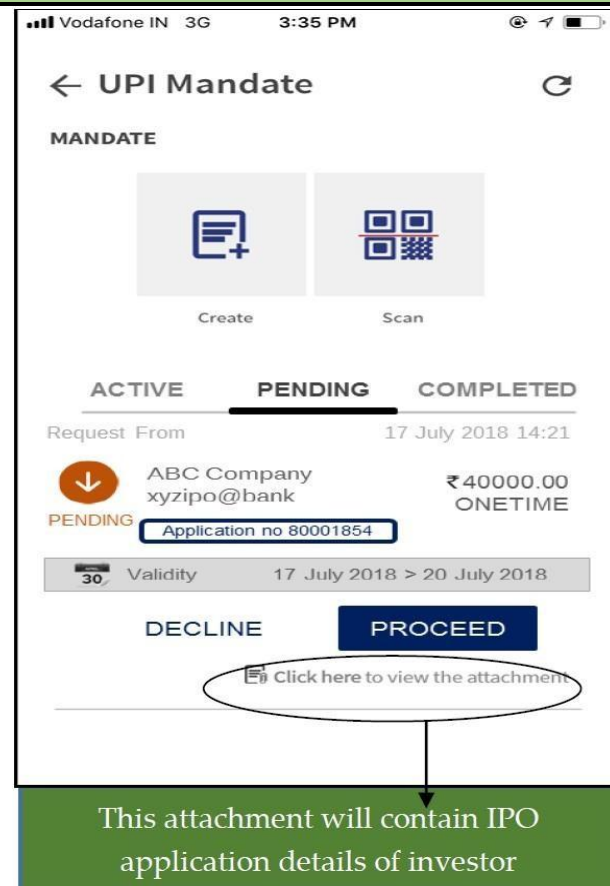 Vodafone IN 3G 3:35 PM
← UPI Mandate
MANDATE
Create Scan
ACTIVE PENDING COMPLETED
Request From 17 July 2018 14:21
ABC Company ₹40000.00
xyzipo@bank ONETIME
PENDING
Application no 80001854
30 Validity 17 July 2018 > 20 July 2018
DECLINE PROCEED
Click here to view the attachment
This attachment will contain IPO
application details of investor